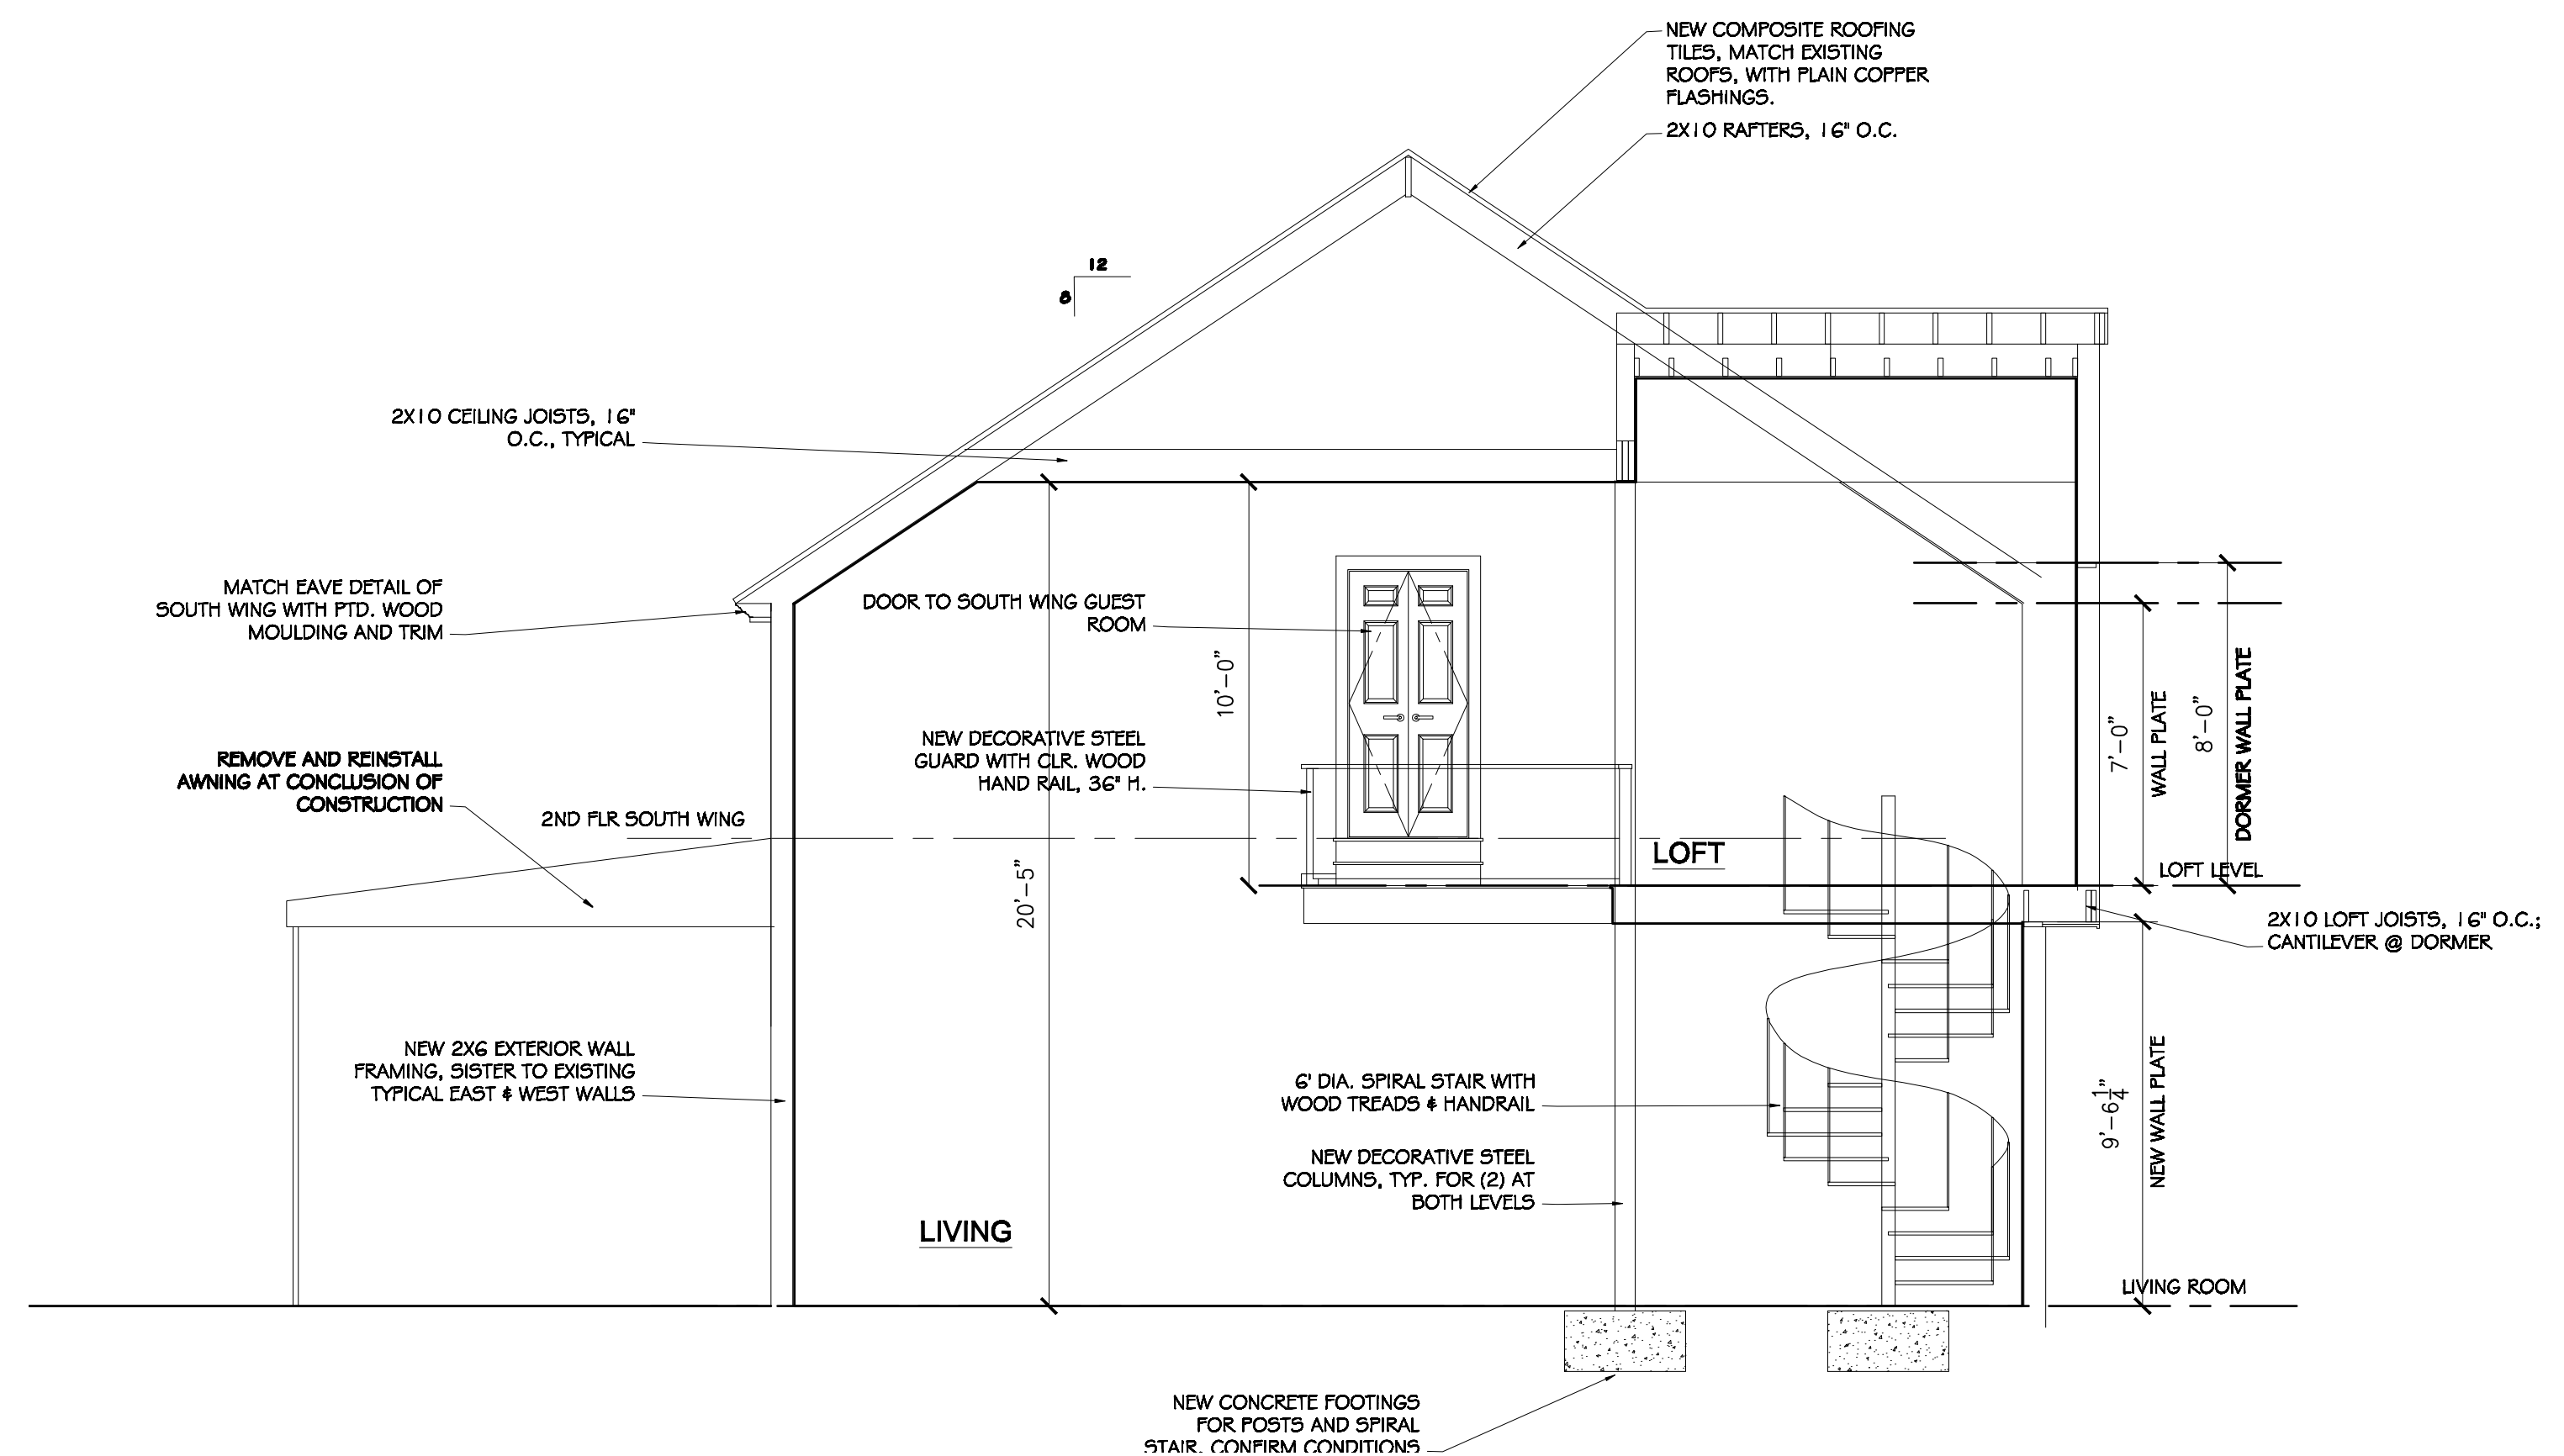 NEW COMPOSITE ROOFING
TILES, MATCH EXISTING
ROOFS, WITH PLAIN COPPER
FLASHINGS.
2X10 RAFTERS, 16" O.C.
12
8
2X10 CEILING JOISTS, 16"
O.C., TYPICAL
MATCH EAVE DETAIL OF
SOUTH WING WITH PTD. WOOD
MOULDING AND TRIM
DOOR TO SOUTH WING GUEST
ROOM
10'-0"
NEW DECORATIVE STEEL
GUARD WITH CLR. WOOD
HAND RAIL, 36" H.
REMOVE AND REINSTALL
AWNING AT CONCLUSION OF
CONSTRUCTION
2ND FLR SOUTH WING
20'-5"
LOFT
7'-0"
WALL PLATE
8'-0"
DORMER WALL PLATE
LOFT LEVEL
2X10 LOFT JOISTS, 16" O.C.;
CANTILEVER @ DORMER
NEW 2X6 EXTERIOR WALL
FRAMING, SISTER TO EXISTING
TYPICAL EAST & WEST WALLS
6' DIA. SPIRAL STAIR WITH
WOOD TREADS & HANDRAIL
NEW DECORATIVE STEEL
COLUMNS, TYP. FOR (2) AT
BOTH LEVELS
9'-6 1/4"
NEW WALL PLATE
LIVING
LIVING ROOM
NEW CONCRETE FOOTINGS
FOR POSTS AND SPIRAL
STAIR, CONFIRM CONDITIONS